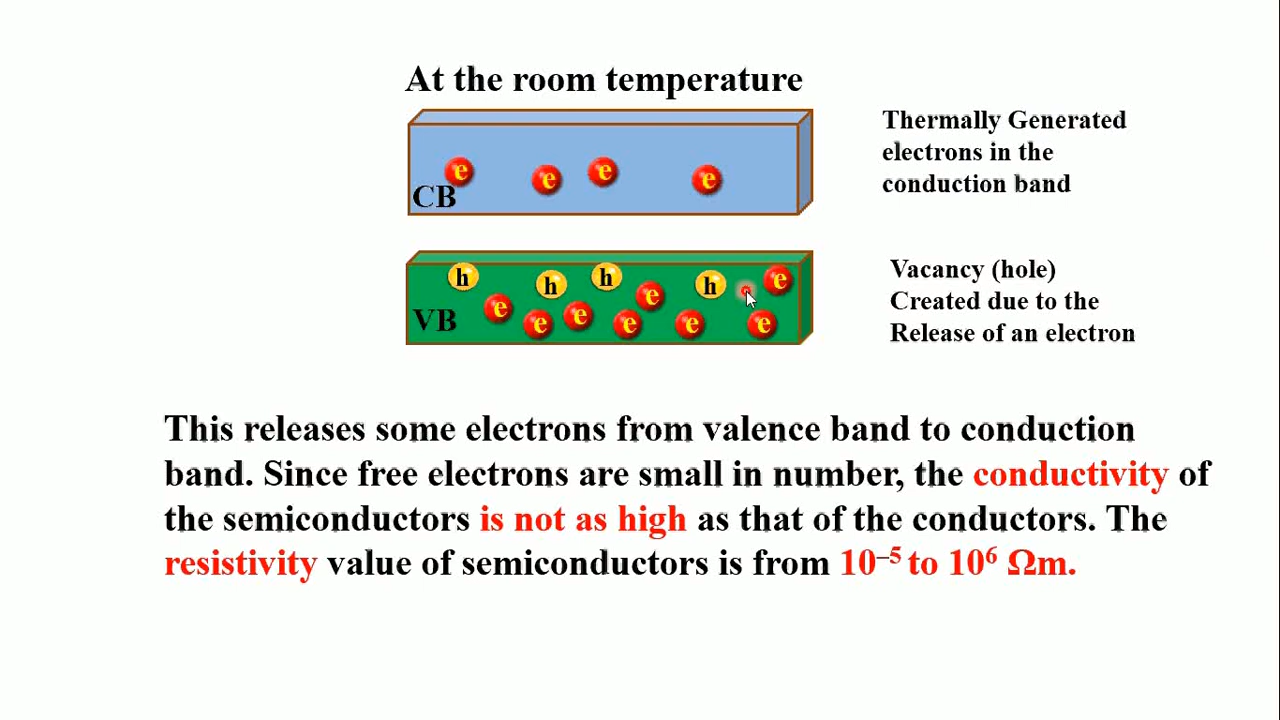 At the room temperature
Thermally Generated
electrons in the
conduction band
e e e e
CB
Vacancy (hole)
Created due to the
Release of an electron
h h h h e
e e e e e e e
VB
This releases some electrons from valence band to conduction
band. Since free electrons are small in number, the conductivity of
the semiconductors is not as high as that of the conductors. The
resistivity value of semiconductors is from 10⁻⁵ to 10⁶ Ωm.